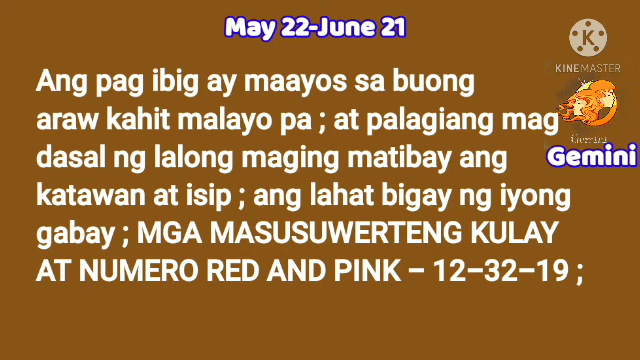 May 22-June 21
KINEMASTER
Ang pag ibig ay maayos sa buong
araw kahit malayo pa ; at palagiang mag
dasal ng lalong maging matibay ang
katawan at isip ; ang lahat bigay ng iyong
gabay ; MGA MASUSUWERTENG KULAY
AT NUMERO RED AND PINK – 12–32–19 ;
Gemini
Gemini